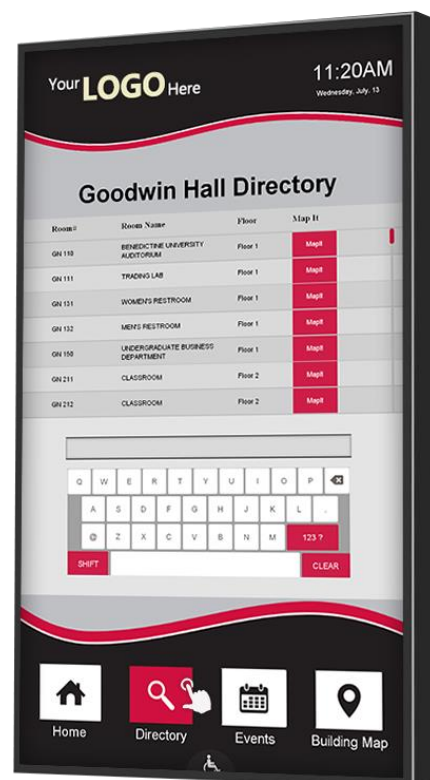 Your LOGO Here
11:20AM
Wednesday, July. 13
Goodwin Hall Directory
Room# Room Name Floor Map It
GN 110 BENEDICTINE UNIVERSITY AUDITORIUM Floor 1 MapIt
GN 111 TRADING LAB Floor 1 MapIt
GN 131 WOMEN'S RESTROOM Floor 1 MapIt
GN 132 MEN'S RESTROOM Floor 1 MapIt
GN 150 UNDERGRADUATE BUSINESS DEPARTMENT Floor 1 MapIt
GN 211 CLASSROOM Floor 2 MapIt
GN 212 CLASSROOM Floor 2 MapIt
Q W E R T Y U I O P
A S D F G H J K L .
@ Z X C V B N M 123 ?
SHIFT CLEAR
Home Directory Events Building Map